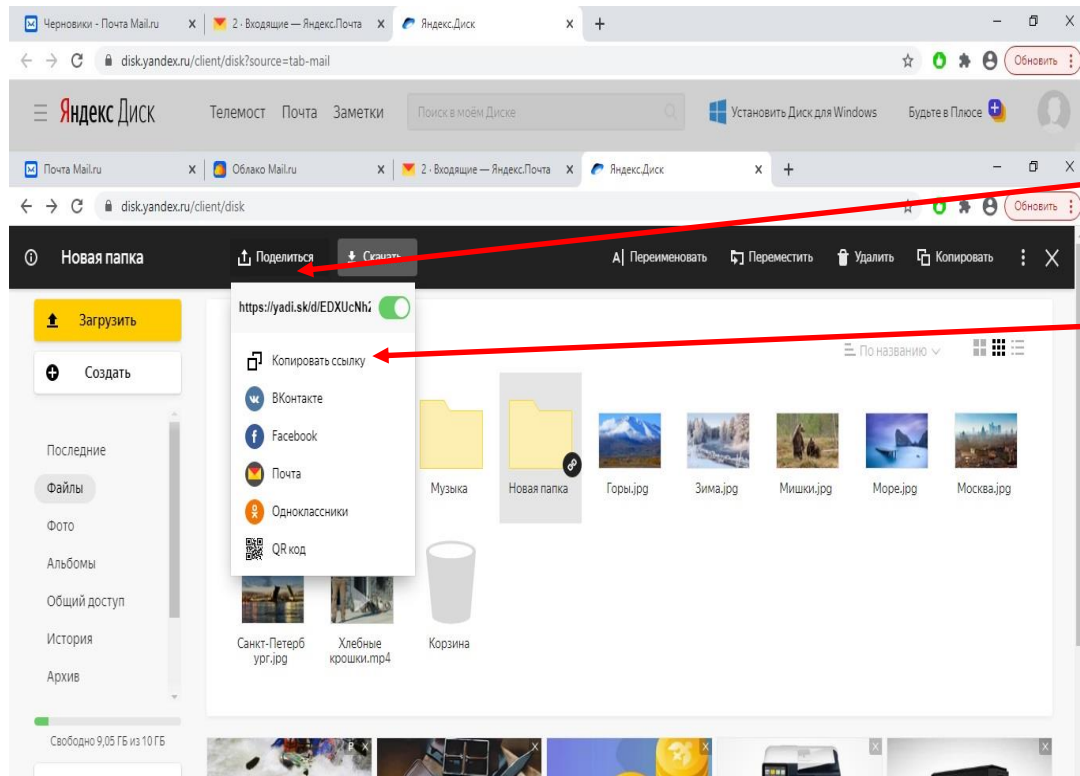 Черновики - Почта Mail.ru
2 · Входящие — Яндекс.Почта
Яндекс.Диск
disk.yandex.ru/client/disk?source=tab-mail
Обновить
Яндекс Диск
Телемост
Почта
Заметки
Поиск в моём Диске
Установить Диск для Windows
Будьте в Плюсе
Почта Mail.ru
Облако Mail.ru
2 · Входящие — Яндекс.Почта
Яндекс.Диск
disk.yandex.ru/client/disk
Обновить
Новая папка
Поделиться
Скачать
Переименовать
Переместить
Удалить
Копировать
https://yadi.sk/d/EDXUcNh2
Копировать ссылку
ВКонтакте
Facebook
Почта
Одноклассники
QR код
Загрузить
Создать
Последние
Файлы
Фото
Альбомы
Общий доступ
История
Архив
Свободно 9,05 ГБ из 10 ГБ
По названию
Музыка
Новая папка
Горы.jpg
Зима.jpg
Мишки.jpg
Море.jpg
Москва.jpg
Санкт-Петерб
ург.jpg
Хлебные
крошки.mp4
Корзина